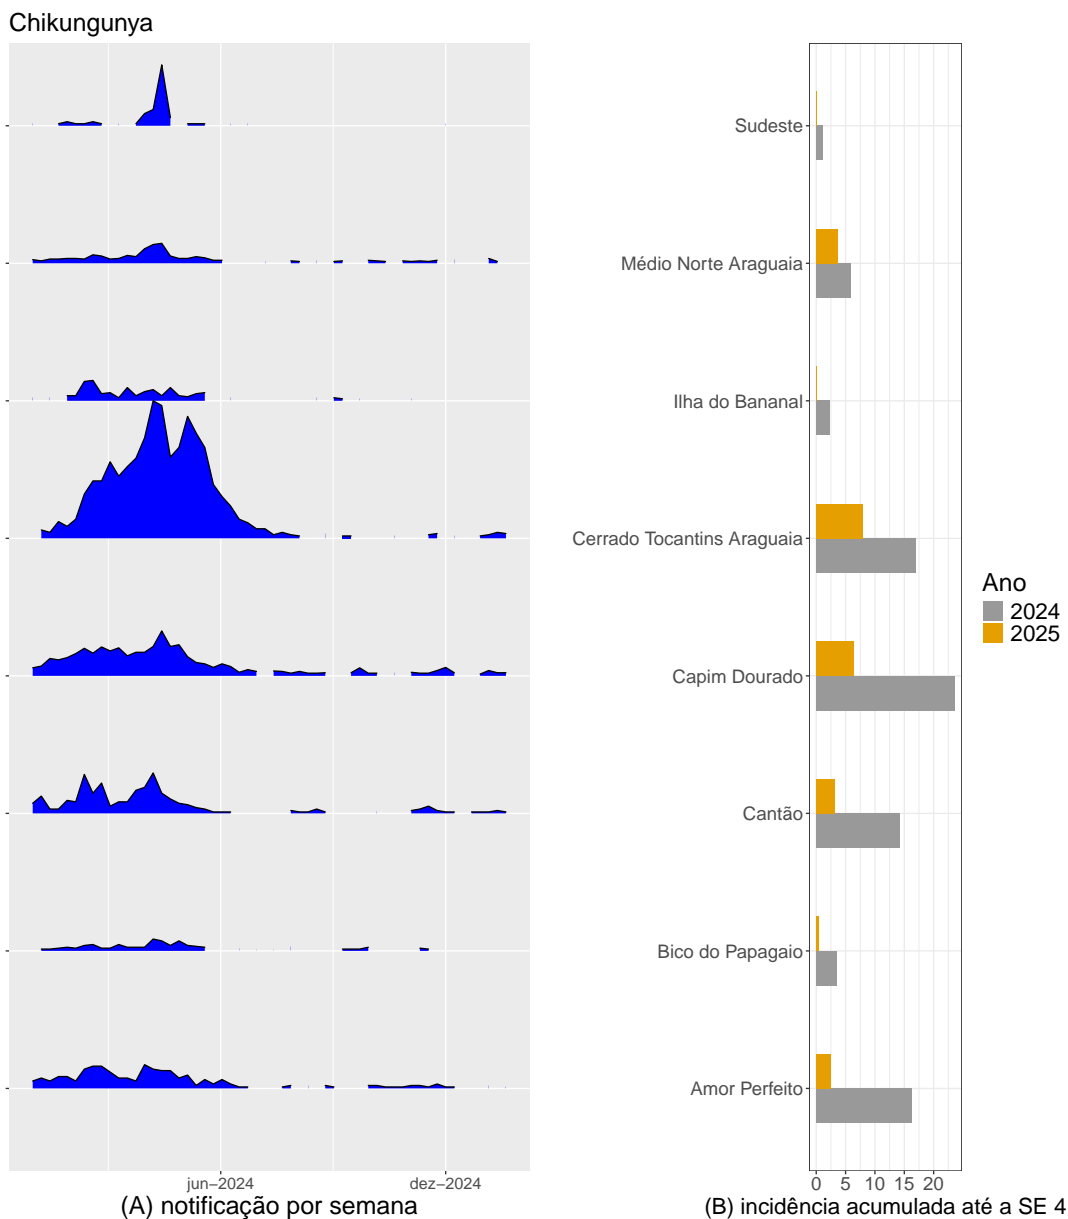 Chikungunya
Sudeste
Médio Norte Araguaia
Ilha do Bananal
Cerrado Tocantins Araguaia
Capim Dourado
Cantão
Bico do Papagaio
Amor Perfeito
Ano
2024
2025
jun−2024 dez−2024
0 5 10 15 20
(A) notificação por semana
(B) incidência acumulada até a SE 4